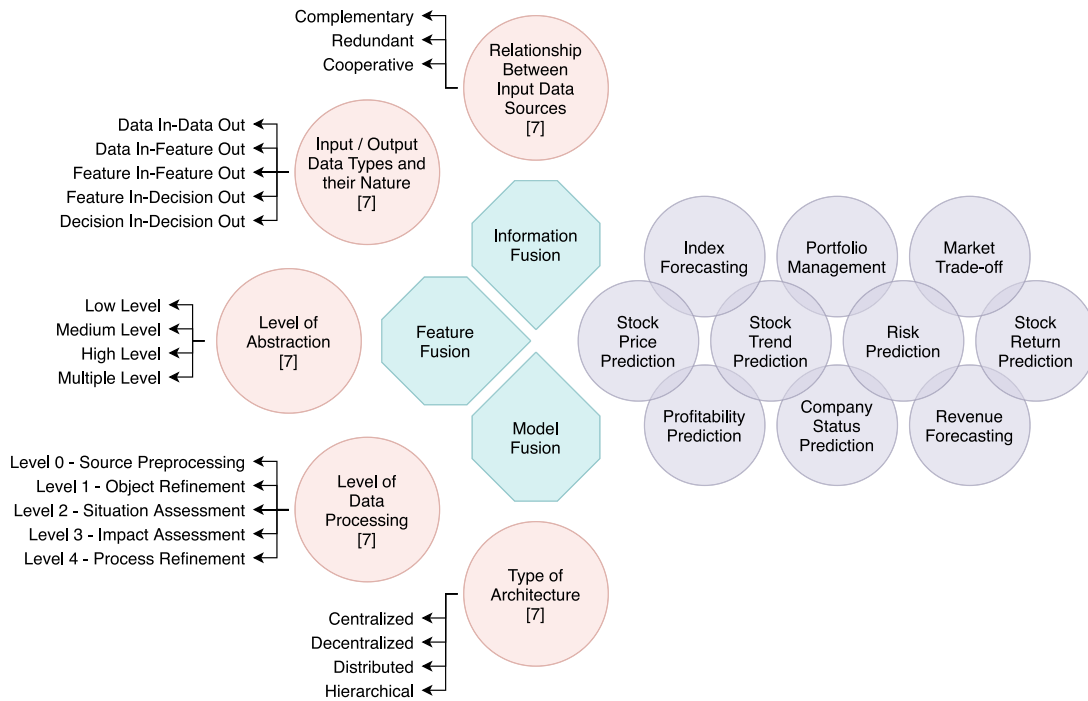 Complementary
Redundant
Cooperative
Relationship
Between
Input Data
Sources
[7]
Data In-Data Out
Data In-Feature Out
Feature In-Feature Out
Feature In-Decision Out
Decision In-Decision Out
Input / Output
Data Types and
their Nature
[7]
Information
Fusion
Index
Forecasting
Portfolio
Management
Market
Trade-off
Low Level
Medium Level
High Level
Multiple Level
Level of
Abstraction
[7]
Feature
Fusion
Stock
Price
Prediction
Stock
Trend
Prediction
Risk
Prediction
Stock
Return
Prediction
Model
Fusion
Profitability
Prediction
Company
Status
Prediction
Revenue
Forecasting
Level 0 - Source Preprocessing
Level 1 - Object Refinement
Level 2 - Situation Assessment
Level 3 - Impact Assessment
Level 4 - Process Refinement
Level of
Data
Processing
[7]
Type of
Architecture
[7]
Centralized
Decentralized
Distributed
Hierarchical